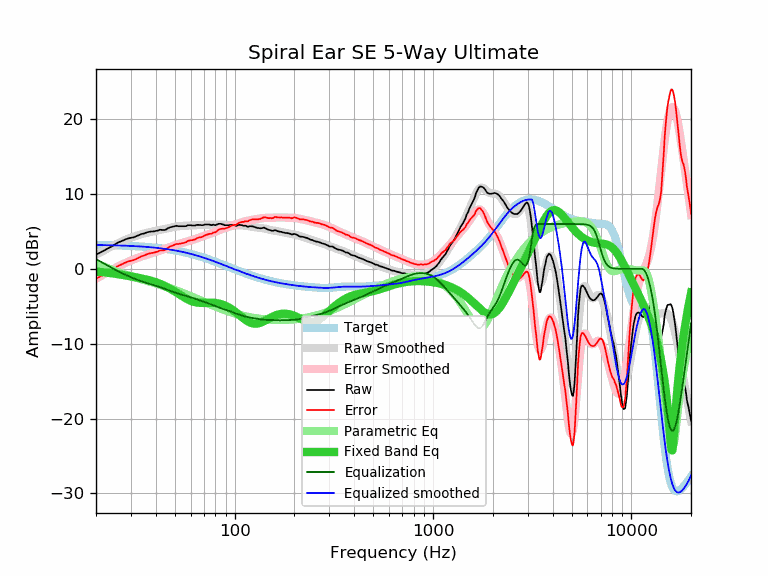 Spiral Ear SE 5-Way Ultimate
Amplitude (dBr)
20
10
0
−10
−20
−30
Target
Raw Smoothed
Error Smoothed
Raw
Error
Parametric Eq
Fixed Band Eq
Equalization
Equalized smoothed
100
1000
10000
Frequency (Hz)